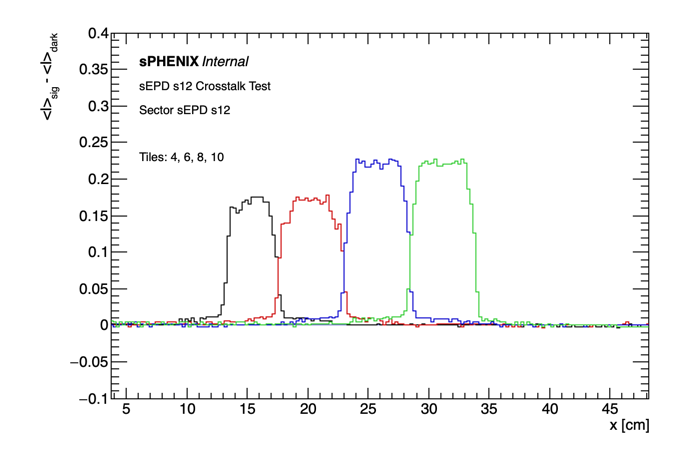 <I>sig - <I>dark
0.4
0.35
0.3
0.25
0.2
0.15
0.1
0.05
0
−0.05
−0.1
sPHENIX Internal
sEPD s12 Crosstalk Test
Sector sEPD s12
Tiles: 4, 6, 8, 10
5 10 15 20 25 30 35 40 45
x [cm]